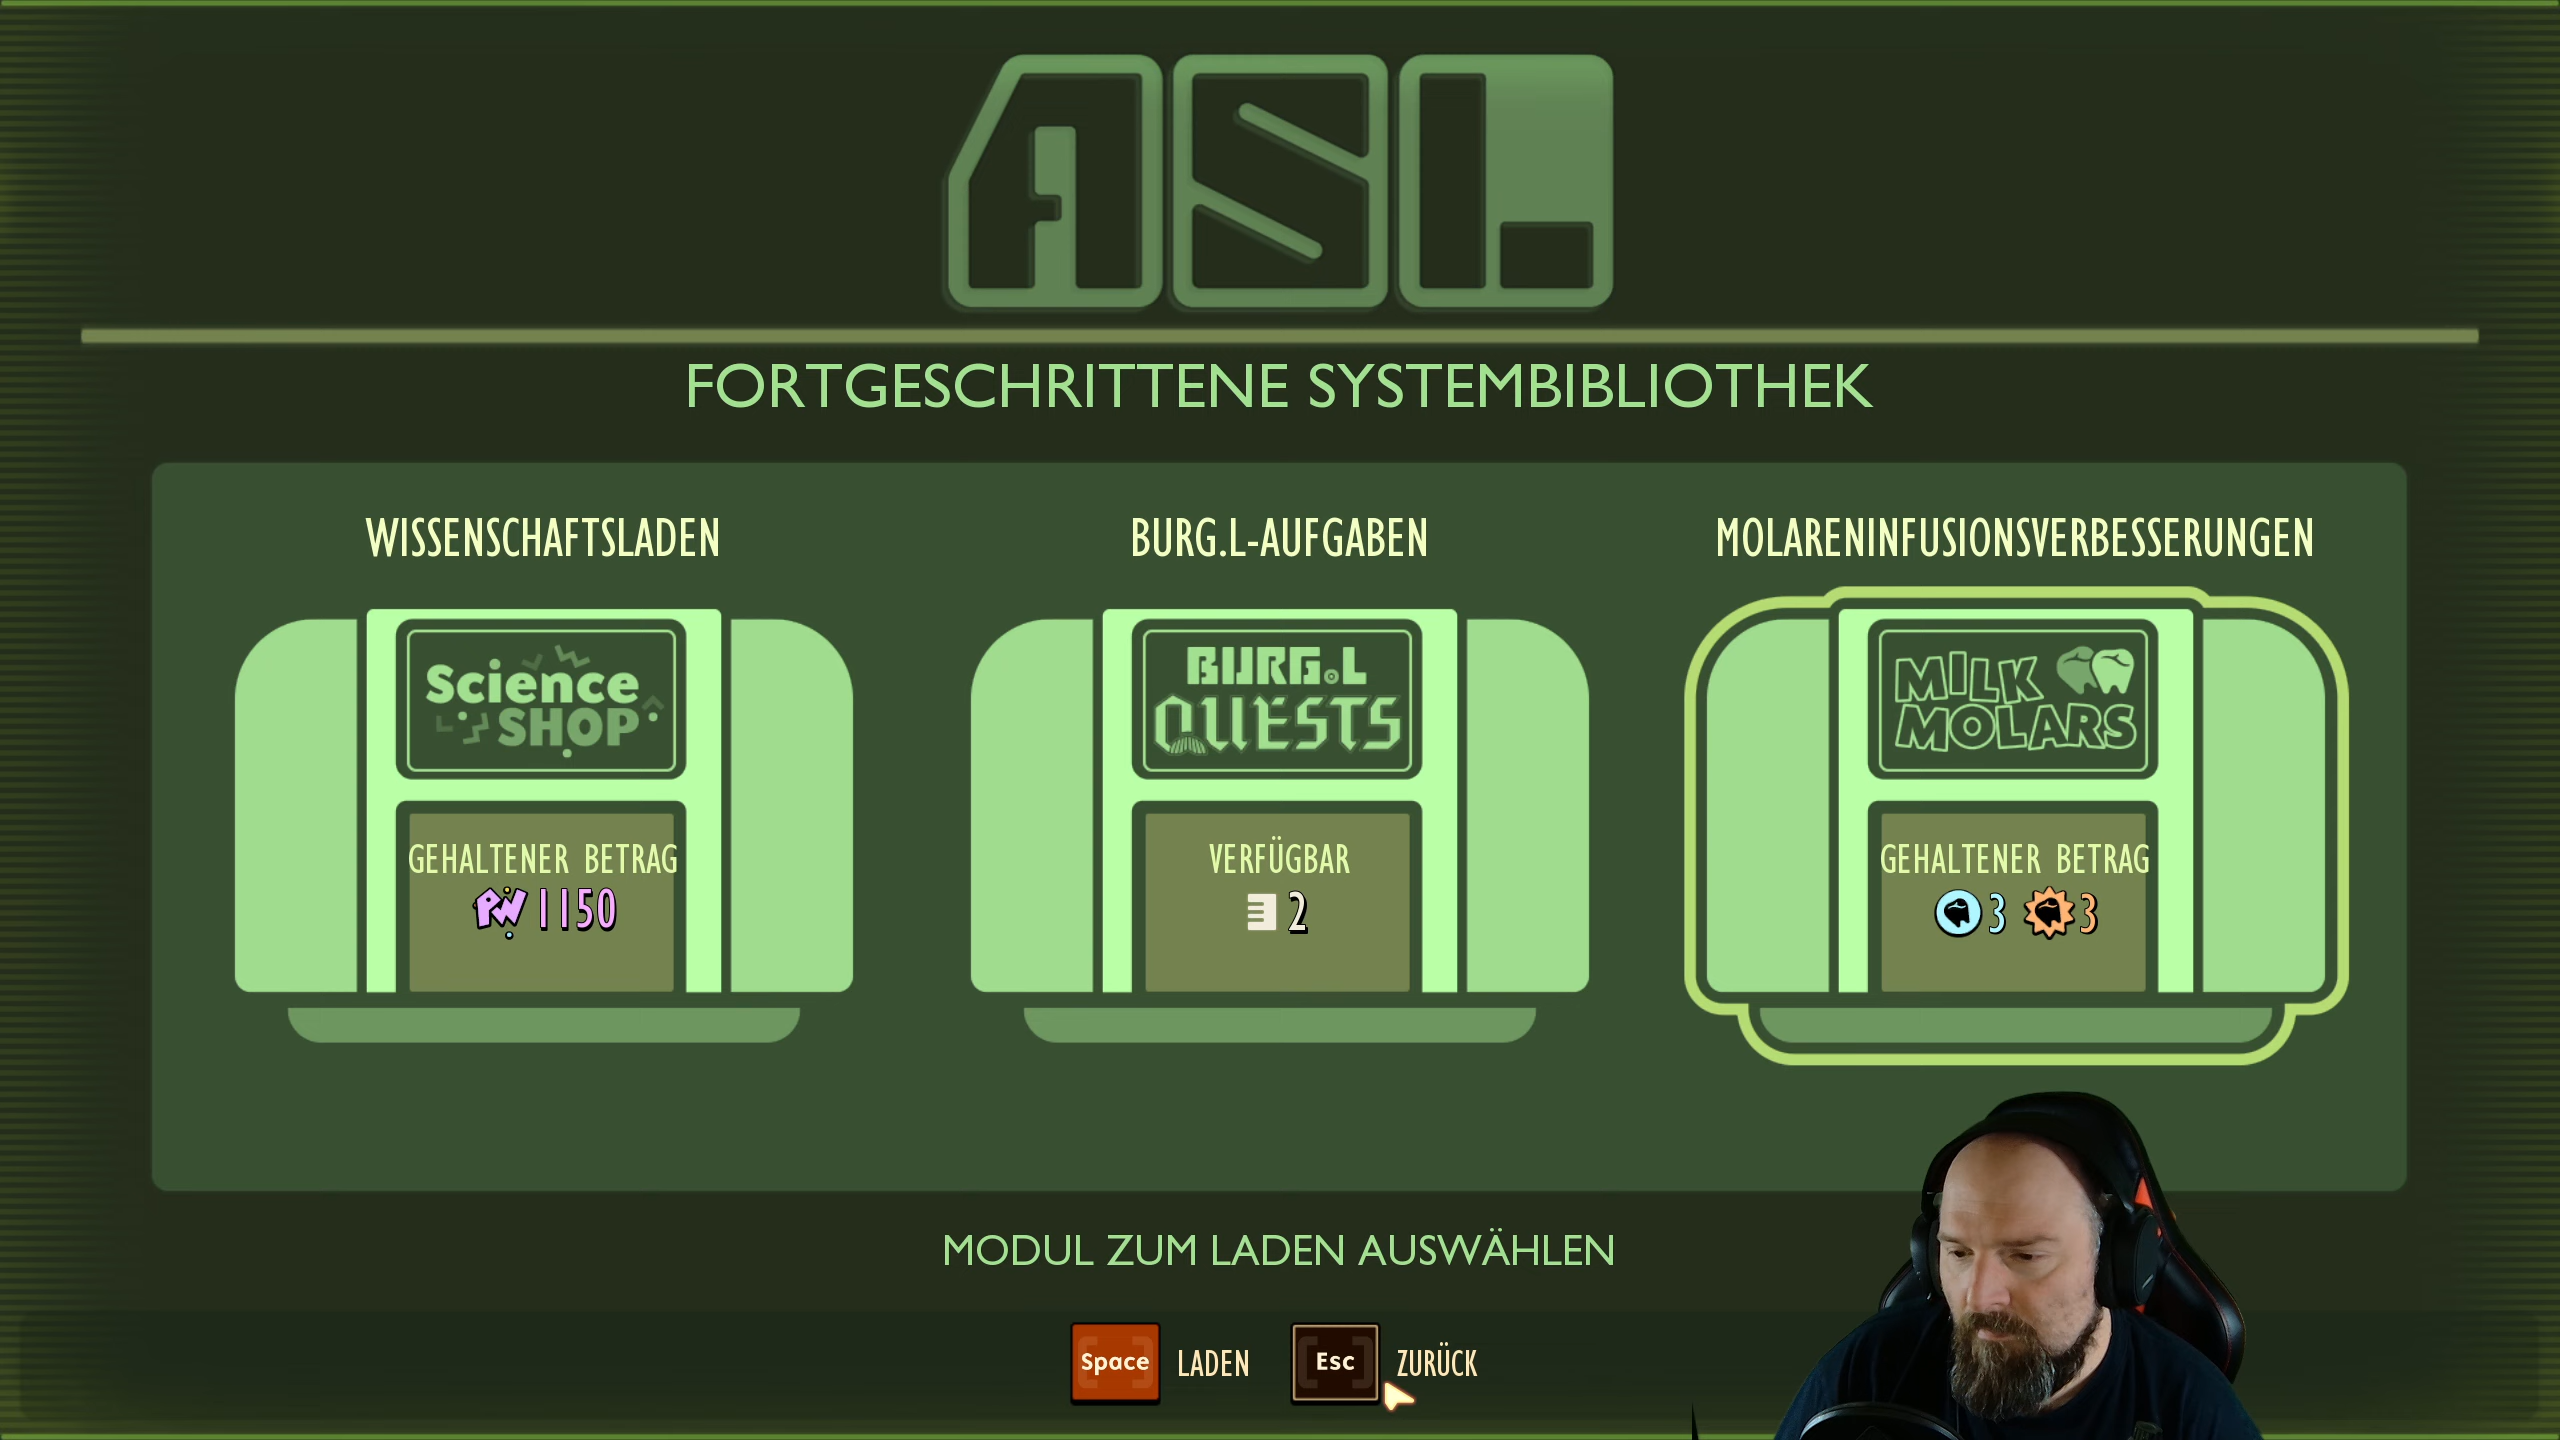 ASL
FORTGESCHRITTENE SYSTEMBIBLIOTHEK
WISSENSCHAFTSLADEN
Science
SHOP
GEHALTENER BETRAG
RW 1150
BURG.L-AUFGABEN
BURG.L
QUESTS
VERFÜGBAR
2
MOLARENINFUSIONSVERBESSERUNGEN
MILK
MOLARS
GEHALTENER BETRAG
3 3
MODUL ZUM LADEN AUSWÄHLEN
Space LADEN Esc ZURÜCK